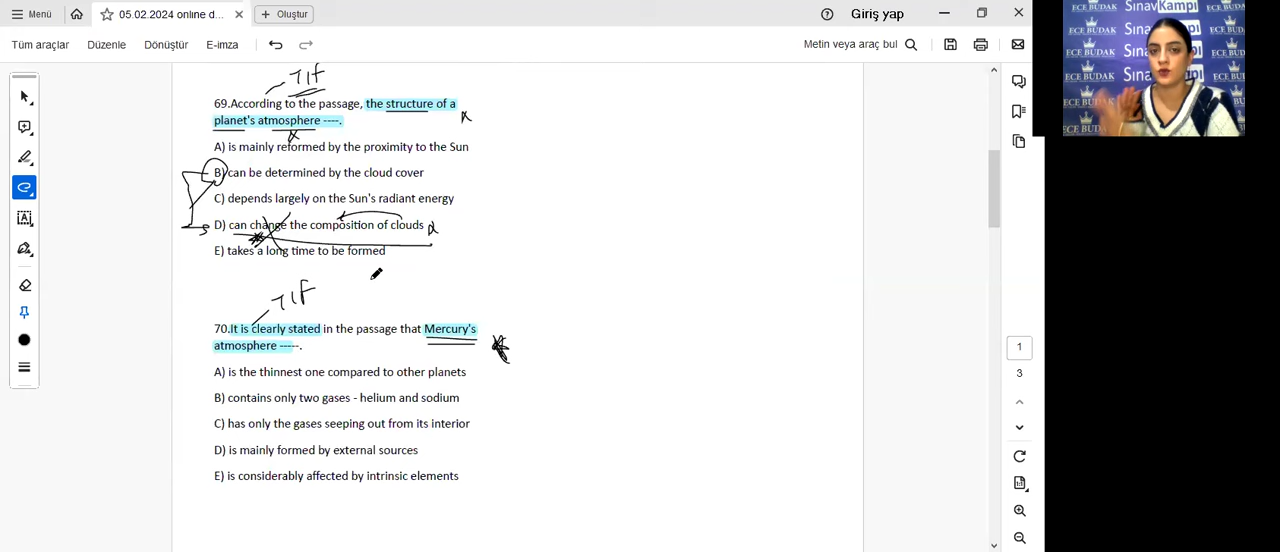 Menü
05.02.2024 online d
Oluştur
Giriş yap
Tüm araçlar
Düzenle
Dönüştür
E-imza
Metin veya araç bul
ECE BUDAK
SınavKampı
T/F
69.According to the passage, the structure of a
planet's atmosphere ----.
A) is mainly reformed by the proximity to the Sun
B) can be determined by the cloud cover
C) depends largely on the Sun's radiant energy
D) can change the composition of clouds
E) takes a long time to be formed
T/F
70.It is clearly stated in the passage that Mercury's
atmosphere -----.
A) is the thinnest one compared to other planets
B) contains only two gases - helium and sodium
C) has only the gases seeping out from its interior
D) is mainly formed by external sources
E) is considerably affected by intrinsic elements
1
3